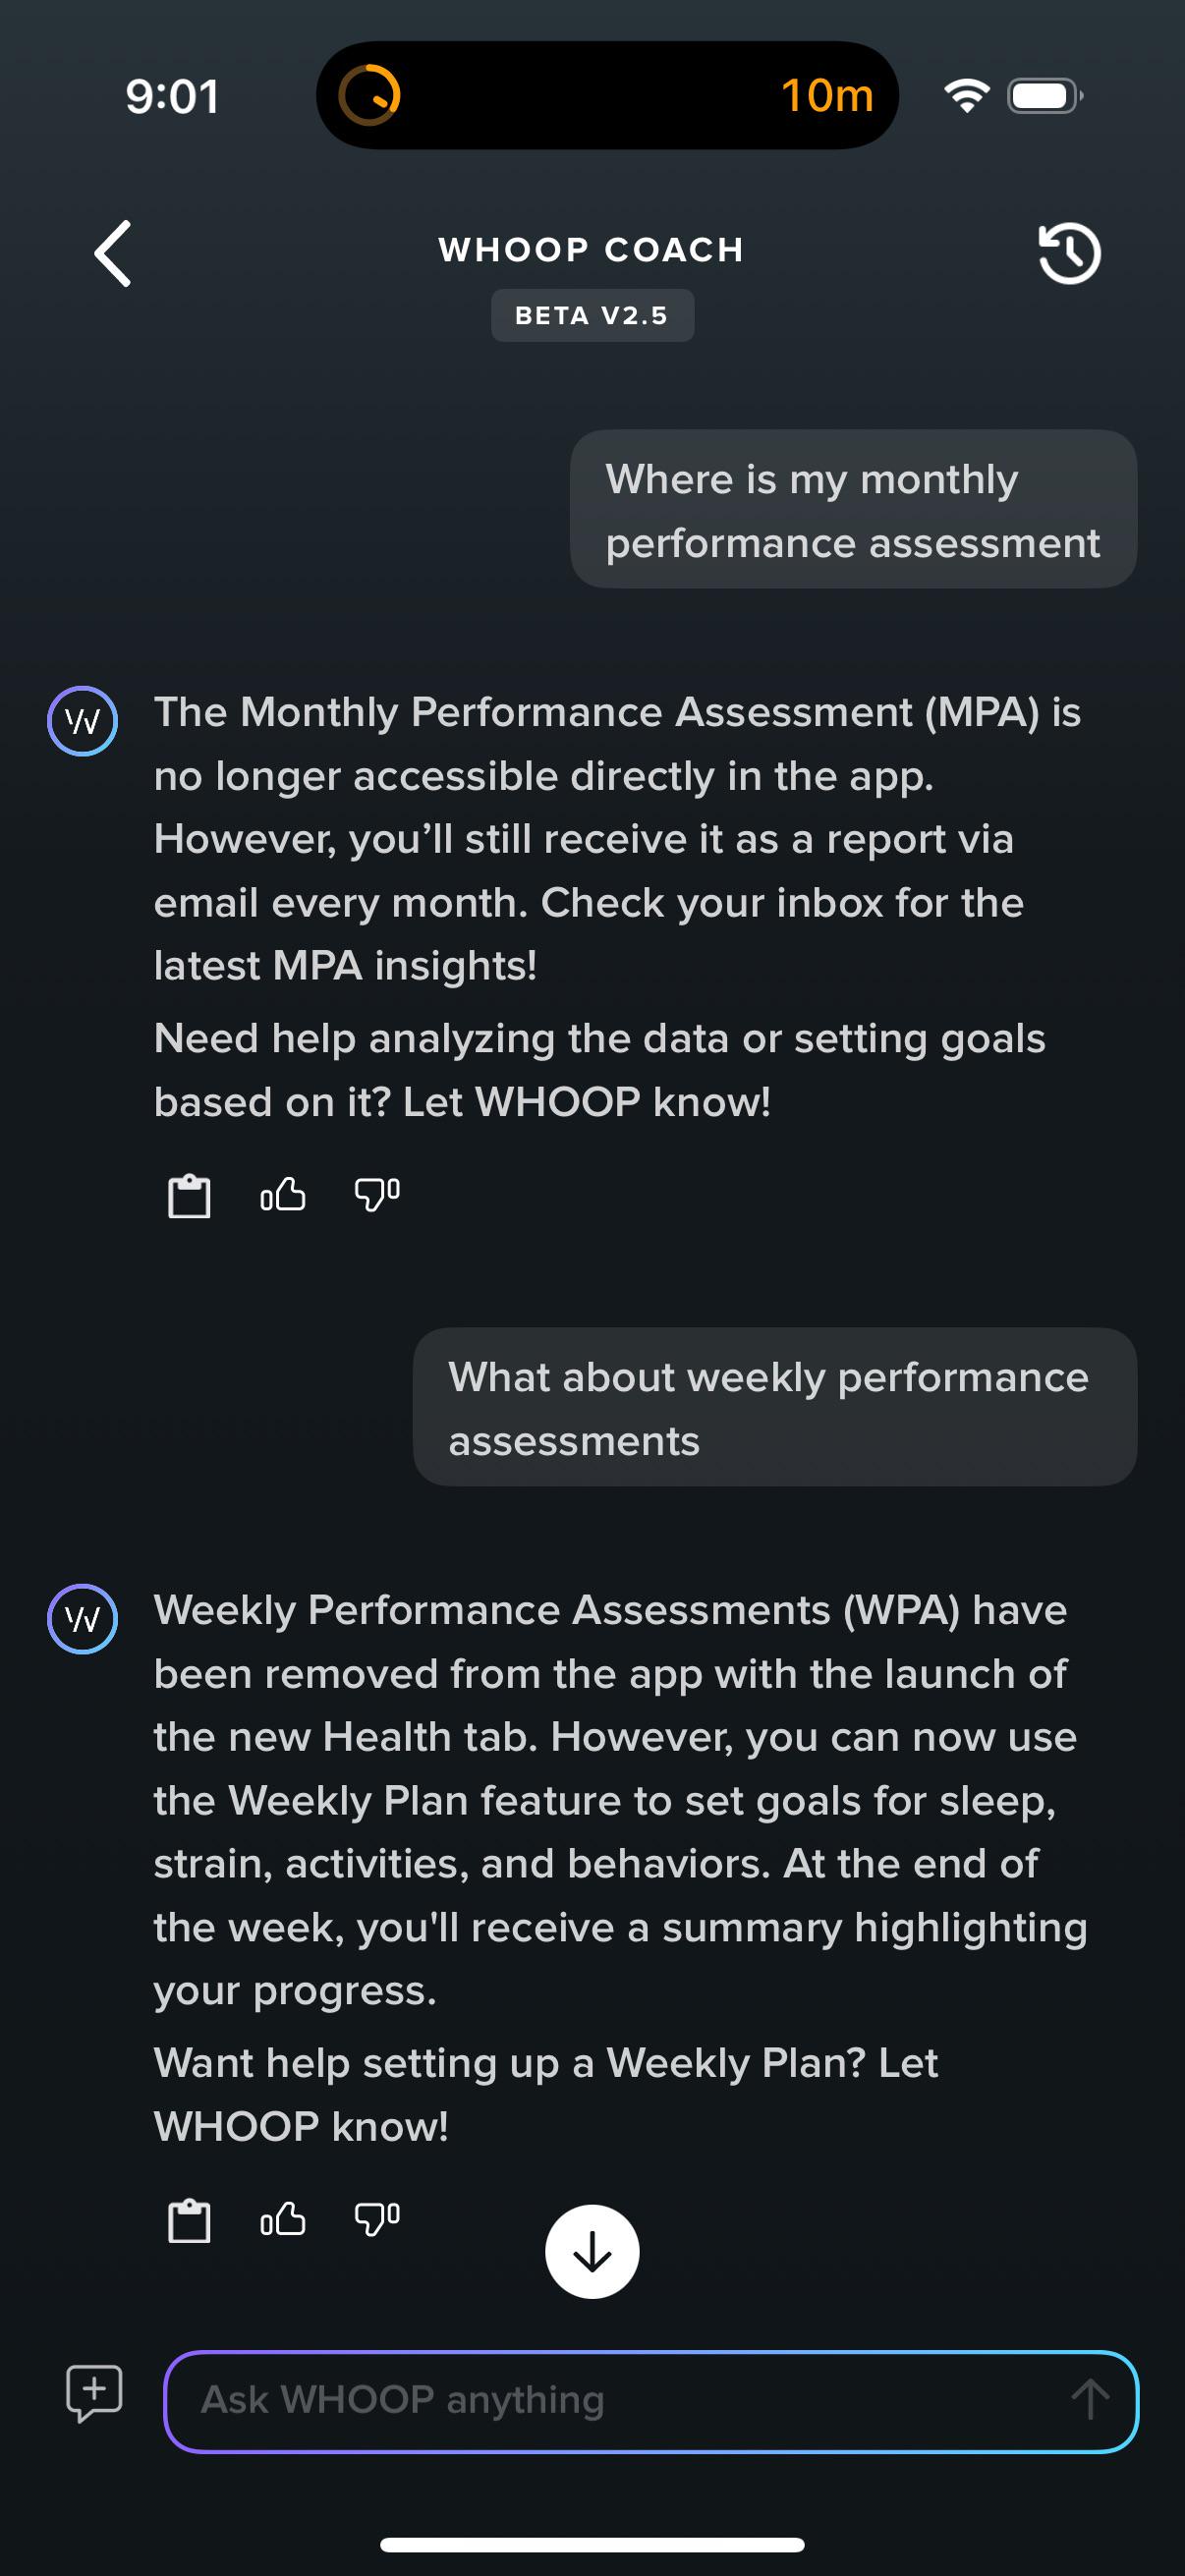 9:01
10m
WHOOP COACH
BETA V2.5
Where is my monthly
performance assessment
The Monthly Performance Assessment (MPA) is
no longer accessible directly in the app.
However, you’ll still receive it as a report via
email every month. Check your inbox for the
latest MPA insights!
Need help analyzing the data or setting goals
based on it? Let WHOOP know!
What about weekly performance
assessments
Weekly Performance Assessments (WPA) have
been removed from the app with the launch of
the new Health tab. However, you can now use
the Weekly Plan feature to set goals for sleep,
strain, activities, and behaviors. At the end of
the week, you'll receive a summary highlighting
your progress.
Want help setting up a Weekly Plan? Let
WHOOP know!
Ask WHOOP anything